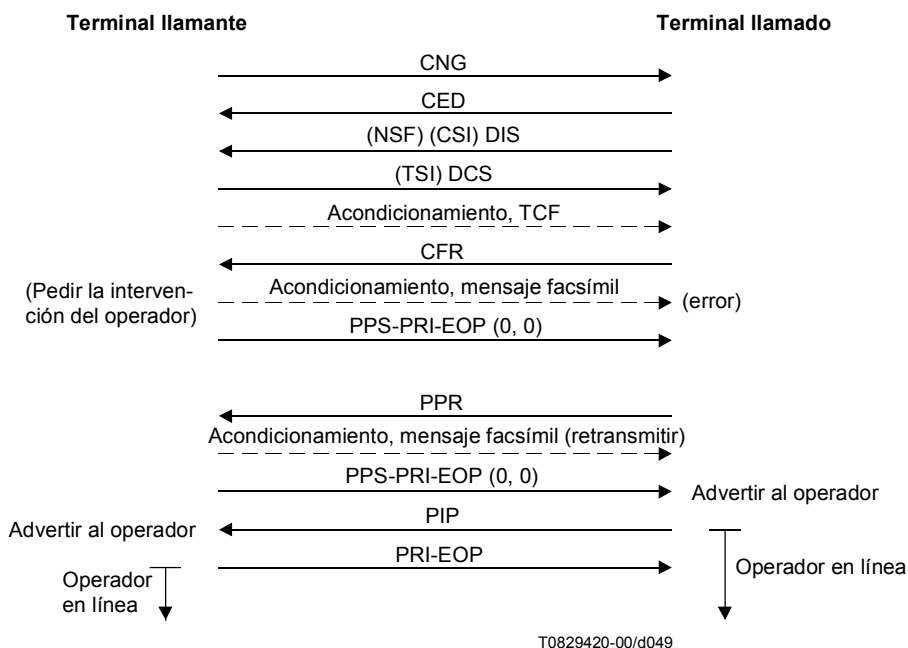 Terminal llamante
Terminal llamado
CNG
CED
(NSF) (CSI) DIS
(TSI) DCS
Acondicionamiento, TCF
CFR
(Pedir la interven-
ción del operador)
Acondicionamiento, mensaje facsímil
(error)
PPS-PRI-EOP (0, 0)
PPR
Acondicionamiento, mensaje facsímil (retransmitir)
PPS-PRI-EOP (0, 0)
Advertir al operador
PIP
Advertir al operador
PRI-EOP
Operador
en línea
Operador en línea
T0829420-00/d049